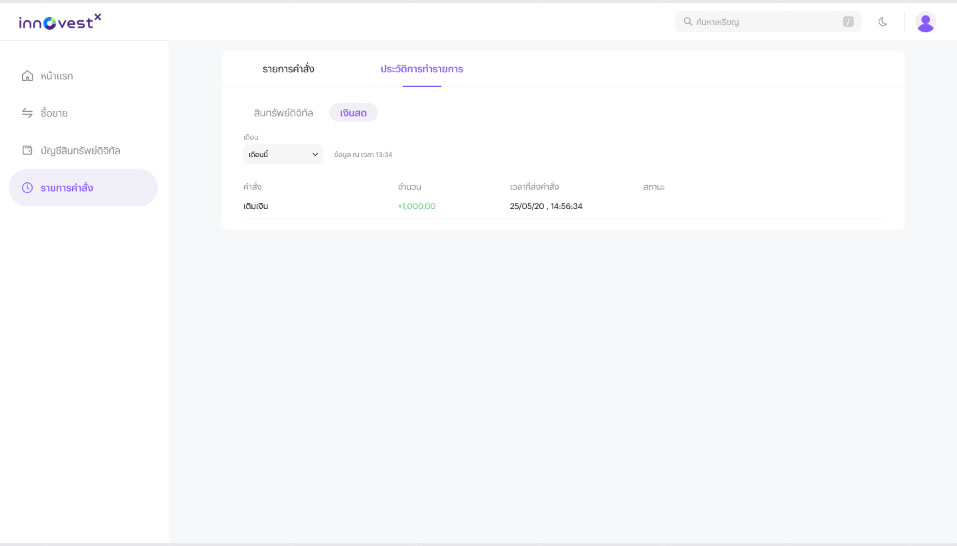 innovestx
ค้นหาเหรียญ /
หน้าแรก
ซื้อขาย
บัญชีสินทรัพย์ดิจิทัล
รายการคำสั่ง
รายการคำสั่ง ประวัติการทำรายการ
สินทรัพย์ดิจิทัล เงินสด
เดือน
เดือนนี้ ข้อมูล ณ เวลา 13:34
คำสั่ง จำนวน เวลาที่ส่งคำสั่ง สถานะ
เติมเงิน +1,000.00 25/05/20 , 14:56:34